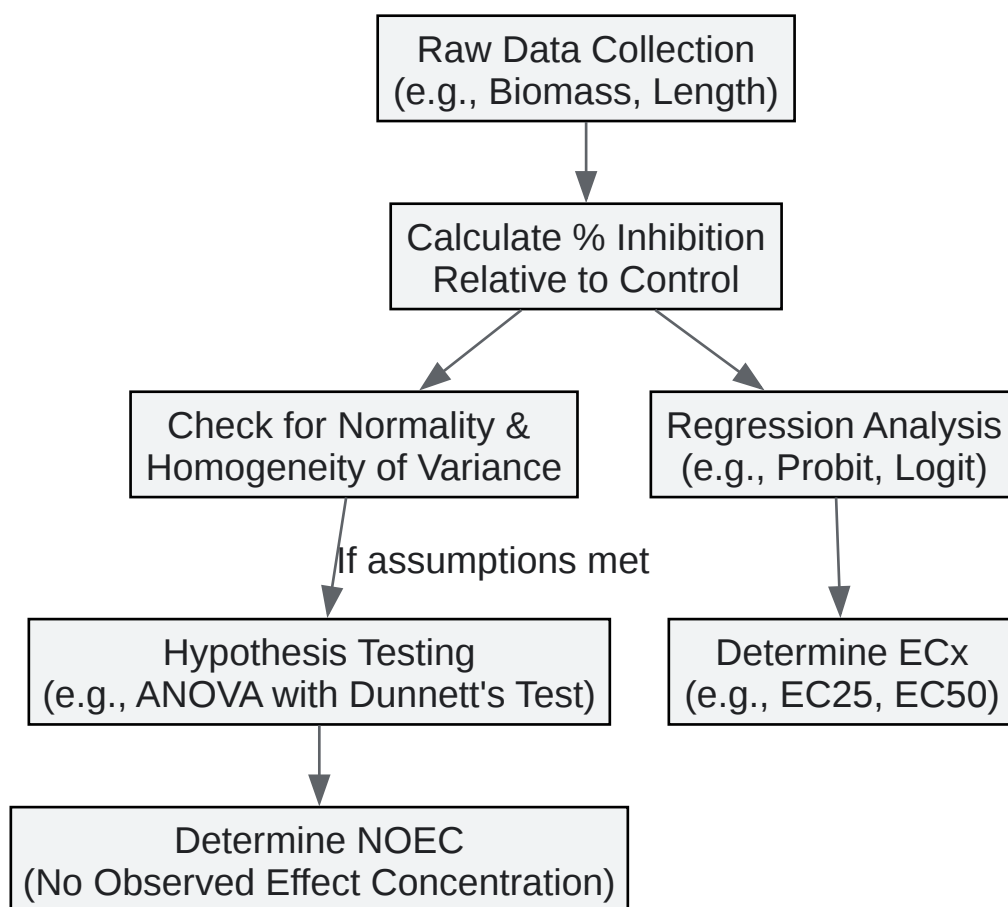 Raw Data Collection
(e.g., Biomass, Length)
Calculate % Inhibition
Relative to Control
Check for Normality &
Homogeneity of Variance
Regression Analysis
(e.g., Probit, Logit)
If assumptions met
Hypothesis Testing
(e.g., ANOVA with Dunnett's Test)
Determine ECx
(e.g., EC25, EC50)
Determine NOEC
(No Observed Effect Concentration)